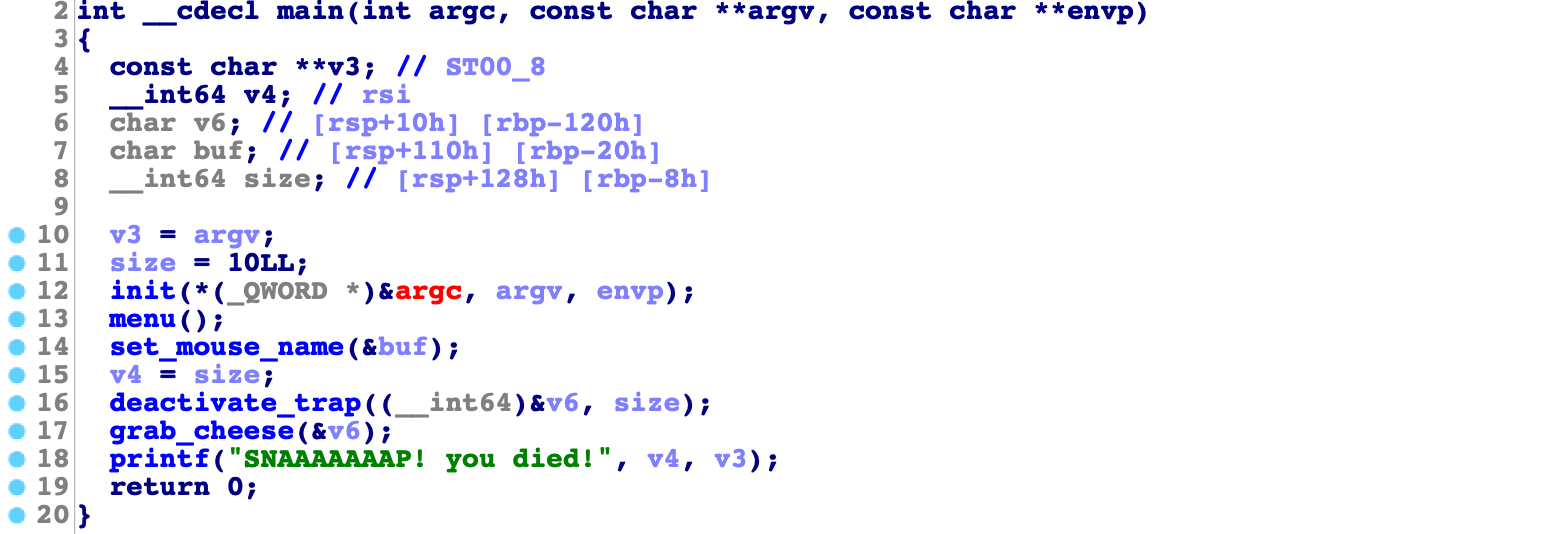 2 int __cdecl main(int argc, const char **argv, const char **envp)
3 {
4   const char **v3; // ST00_8
5   __int64 v4; // rsi
6   char v6; // [rsp+10h] [rbp-120h]
7   char buf; // [rsp+110h] [rbp-20h]
8   __int64 size; // [rsp+128h] [rbp-8h]
9
10   v3 = argv;
11   size = 10LL;
12   init(*(_QWORD *)&argc, argv, envp);
13   menu();
14   set_mouse_name(&buf);
15   v4 = size;
16   deactivate_trap((__int64)&v6, size);
17   grab_cheese(&v6);
18   printf("SNAAAAAAAP! you died!", v4, v3);
19   return 0;
20 }